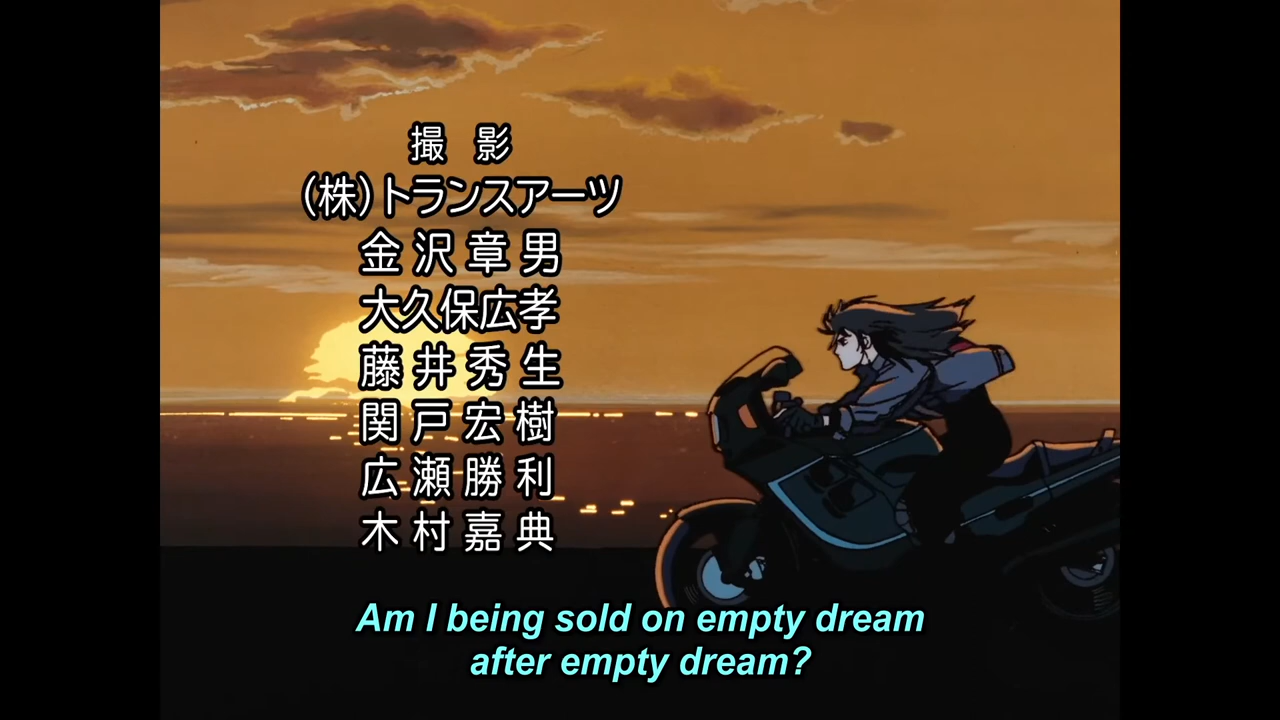 撮 影
(株)トランスアーツ
金沢章男
大久保広孝
藤井秀生
関戸宏樹
広瀬勝利
木村嘉典
Am I being sold on empty dream
after empty dream?